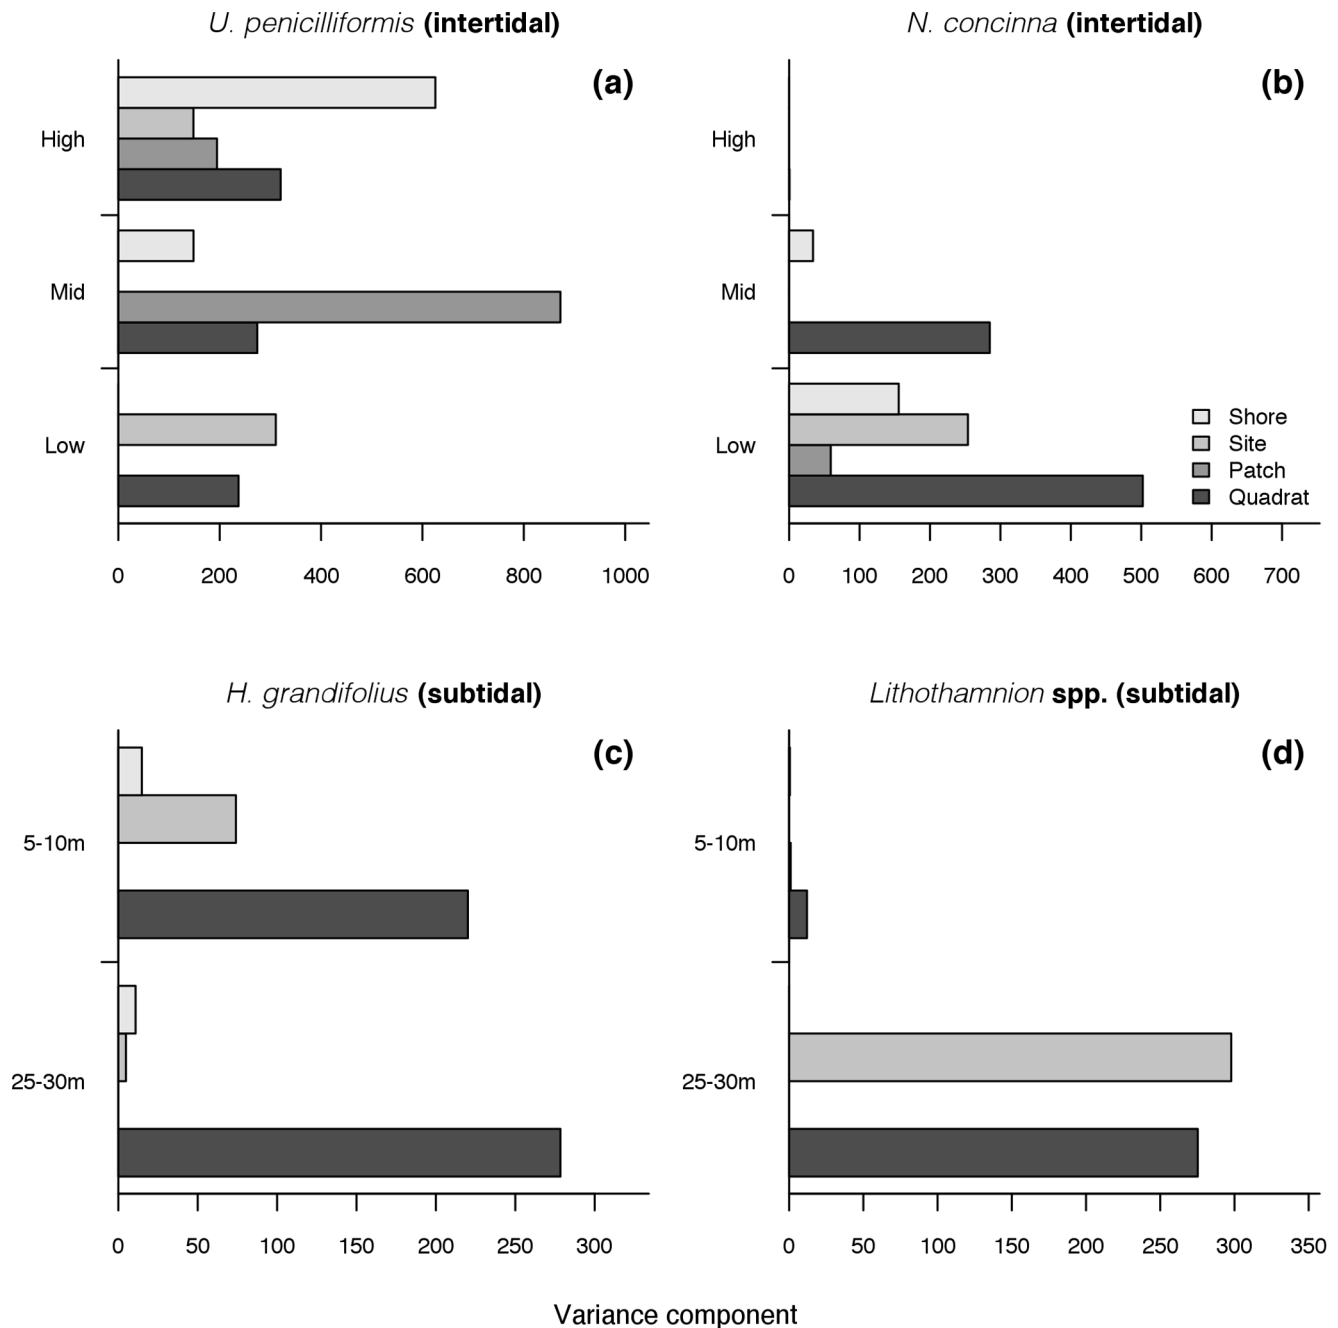 U. penicilliformis (intertidal)
N. concinna (intertidal)
(a)
High
Mid
Low
0 200 400 600 800 1000
(b)
High
Mid
Low
Shore
Site
Patch
Quadrat
0 100 200 300 400 500 600 700
H. grandifolius (subtidal)
Lithothamnion spp. (subtidal)
(c)
5-10m
25-30m
0 50 100 150 200 250 300
(d)
5-10m
25-30m
0 50 100 150 200 250 300 350
Variance component